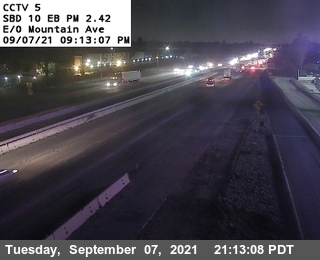 CCTV 5
SBD 10 EB PM 2.42
E/O Mountain Ave
09/07/21 09:13:07 PM
Tuesday, September 07, 2021 21:13:08 PDT